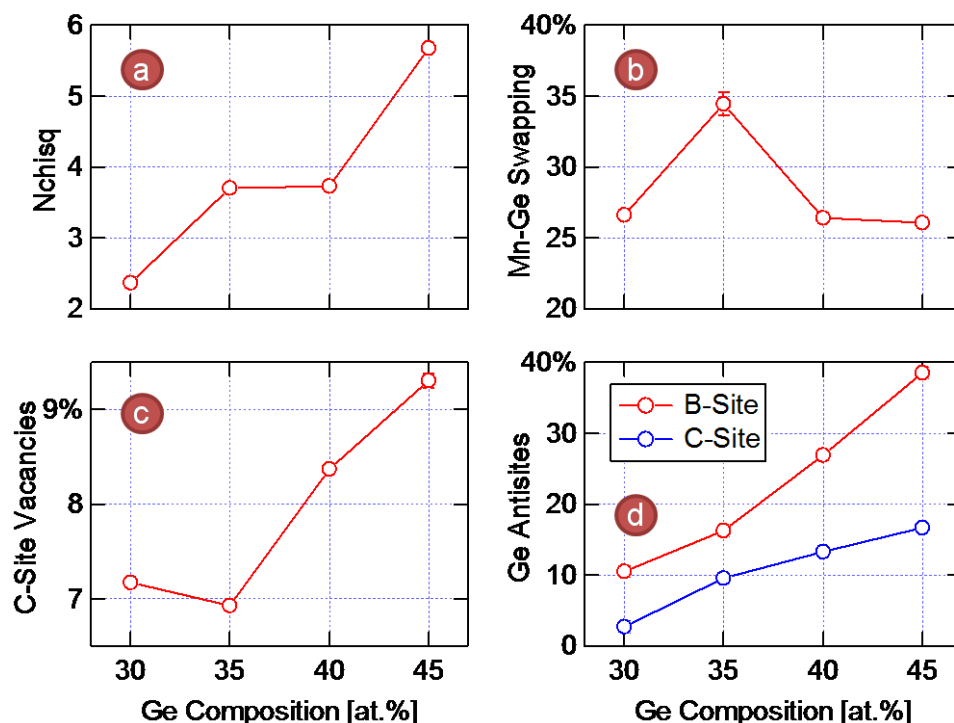 a
6
5
4
3
2
Nchisq
b
40%
35
30
25
20
Mn-Ge Swapping
c
9%
8
7
C-Site Vacancies
30 35 40 45
Ge Composition [at.%]
d
B-Site
C-Site
40%
30
20
10
0
Ge Antisites
30 35 40 45
Ge Composition [at.%]